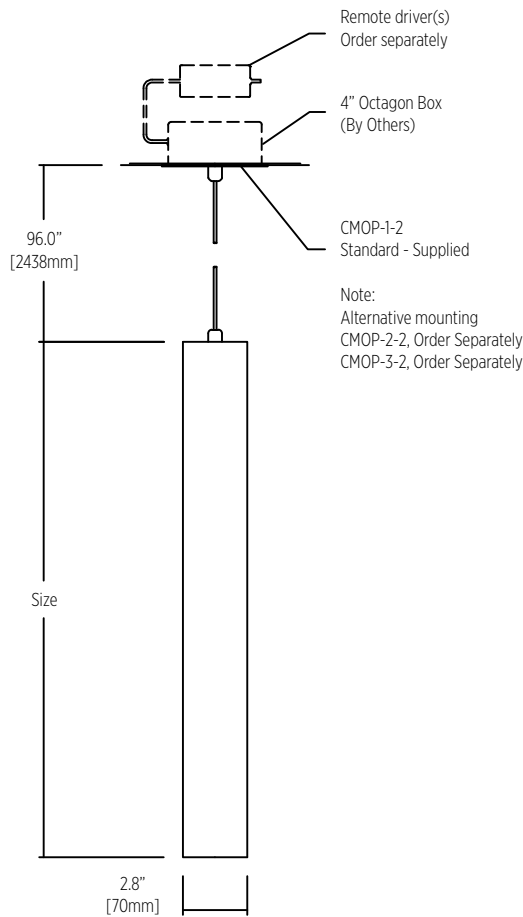 Remote driver(s)
Order separately
4” Octagon Box
(By Others)
CMOP-1-2
Standard - Supplied
Note:
Alternative mounting
CMOP-2-2, Order Separately
CMOP-3-2, Order Separately
96.0”
[2438mm]
Size
2.8”
[70mm]